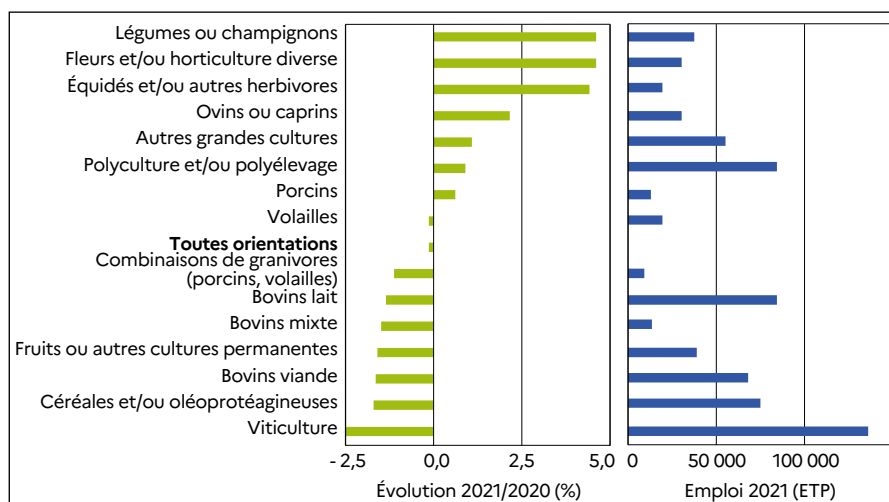 Légumes ou champignons
Fleurs et/ou horticulture diverse
Équidés et/ou autres herbivores
Ovins ou caprins
Autres grandes cultures
Polyculture et/ou polyélevage
Porcins
Volailles
Toutes orientations
Combinaisons de granivores
(porcins, volailles)
Bovins lait
Bovins mixte
Fruits ou autres cultures permanentes
Bovins viande
Céréales et/ou oléoprotéagineuses
Viticulture
- 2,5 0,0 2,5 5,0 0 50 000 100 000
Évolution 2021/2020 (%) Emploi 2021 (ETP)